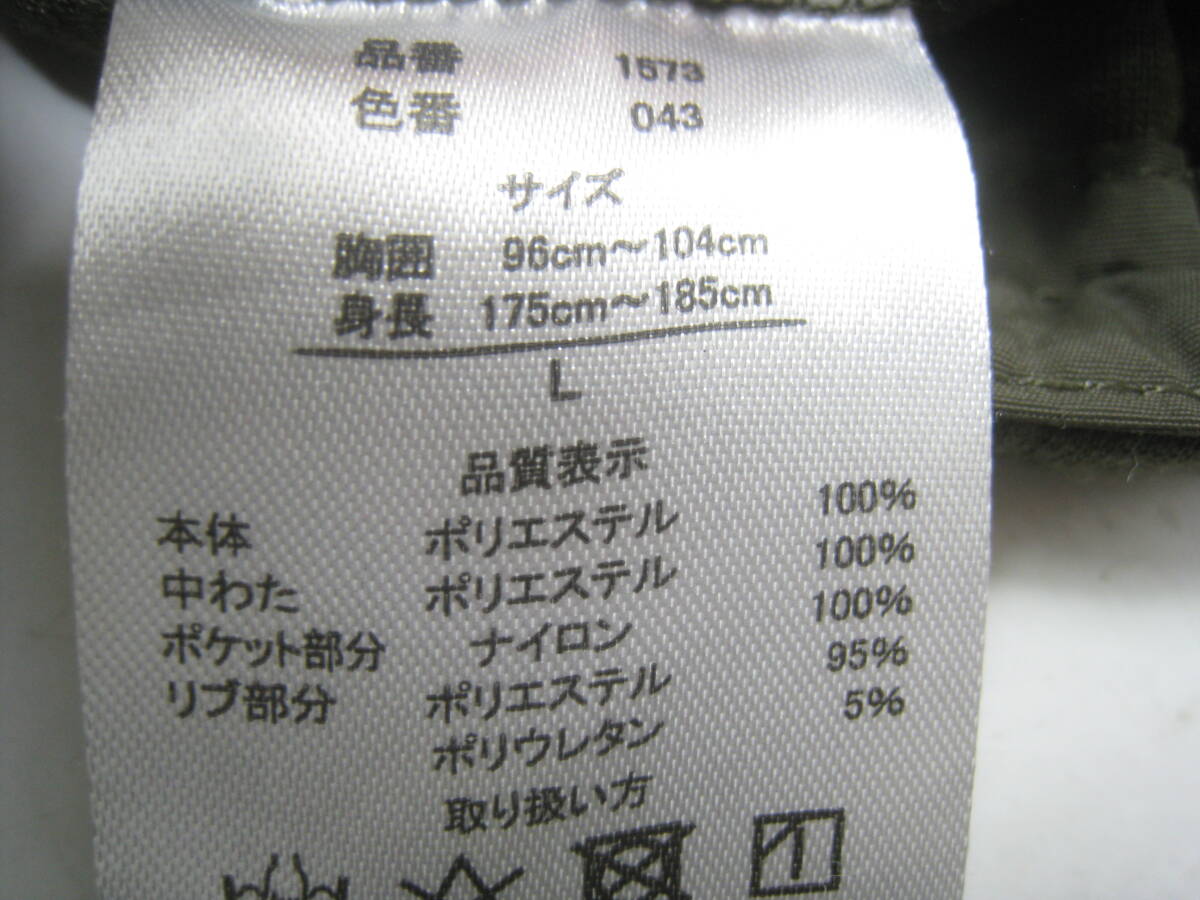 品番 1573
色番 043
サイズ
胸囲 96cm〜104cm
身長 175cm〜185cm
L
品質表示
本体 ポリエステル 100%
中わた ポリエステル 100%
ポケット部分 ナイロン 100%
リブ部分 ポリエステル 95%
ポリウレタン 5%
取り扱い方